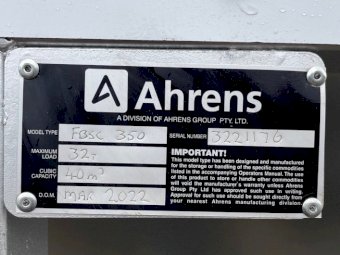 Ahrens
A DIVISION OF AHRENS GROUP PTY. LTD.
MODEL TYPE FBSC 350 SERIAL NUMBER 3221176
MAXIMUM LOAD 32T
CUBIC CAPACITY 40m³
D.O.M. MAR 2022
IMPORTANT!
This model type has been designed and manufactured
for the storage or handling of the specific commodities
listed in the accompanying Operators Manual. The use
of this product to store or handle other commodities
will void the manufacturer's warranty unless Ahrens
Group Pty Ltd has approved such use in writing.
Approval for such use should be sought directly from
your nearest Ahrens manufacturing division.